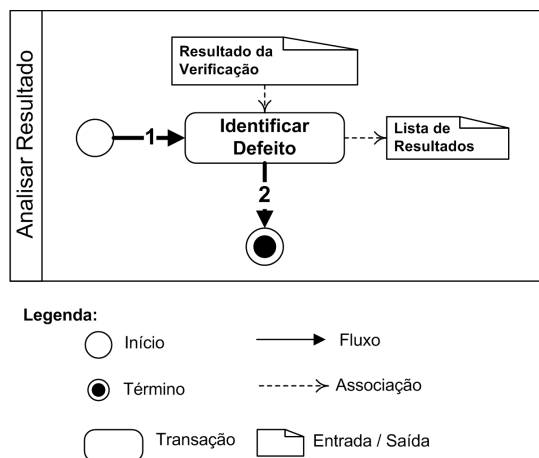 Analisar Resultado
Resultado da
Verificação
1
Identificar
Defeito
Lista de
Resultados
2
Legenda:
Início
Fluxo
Término
Associação
Transação
Entrada / Saída